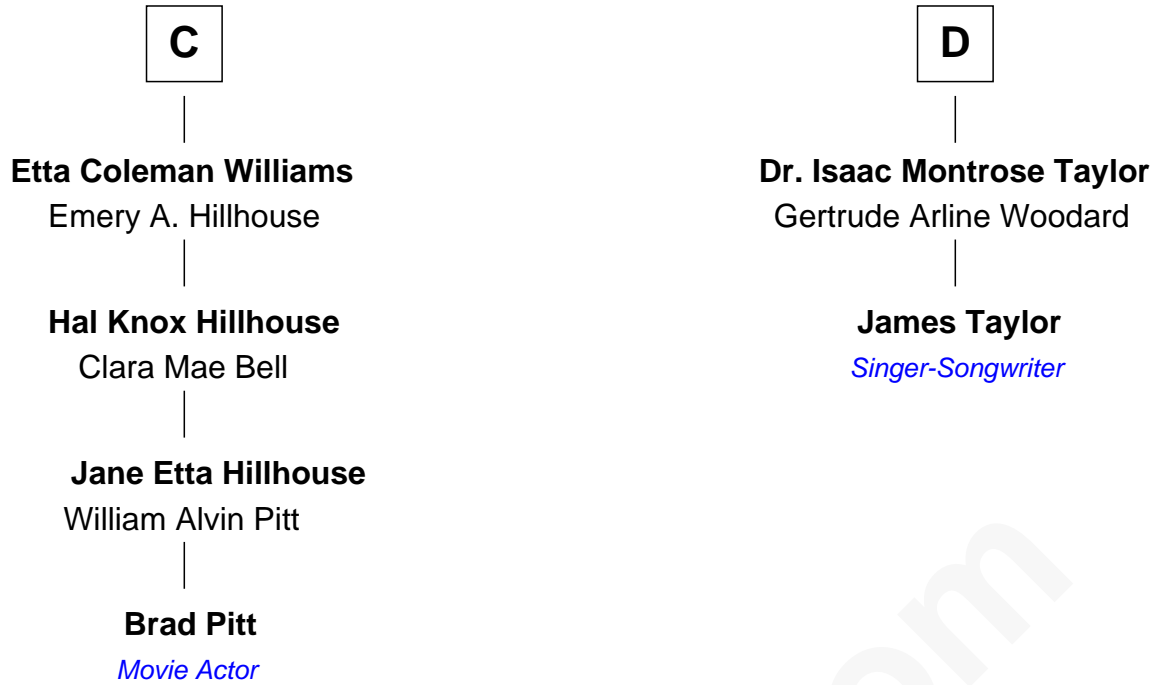 C
Etta Coleman Williams
Emery A. Hillhouse
Hal Knox Hillhouse
Clara Mae Bell
Jane Etta Hillhouse
William Alvin Pitt
Brad Pitt
Movie Actor
D
Dr. Isaac Montrose Taylor
Gertrude Arline Woodard
James Taylor
Singer-Songwriter
om